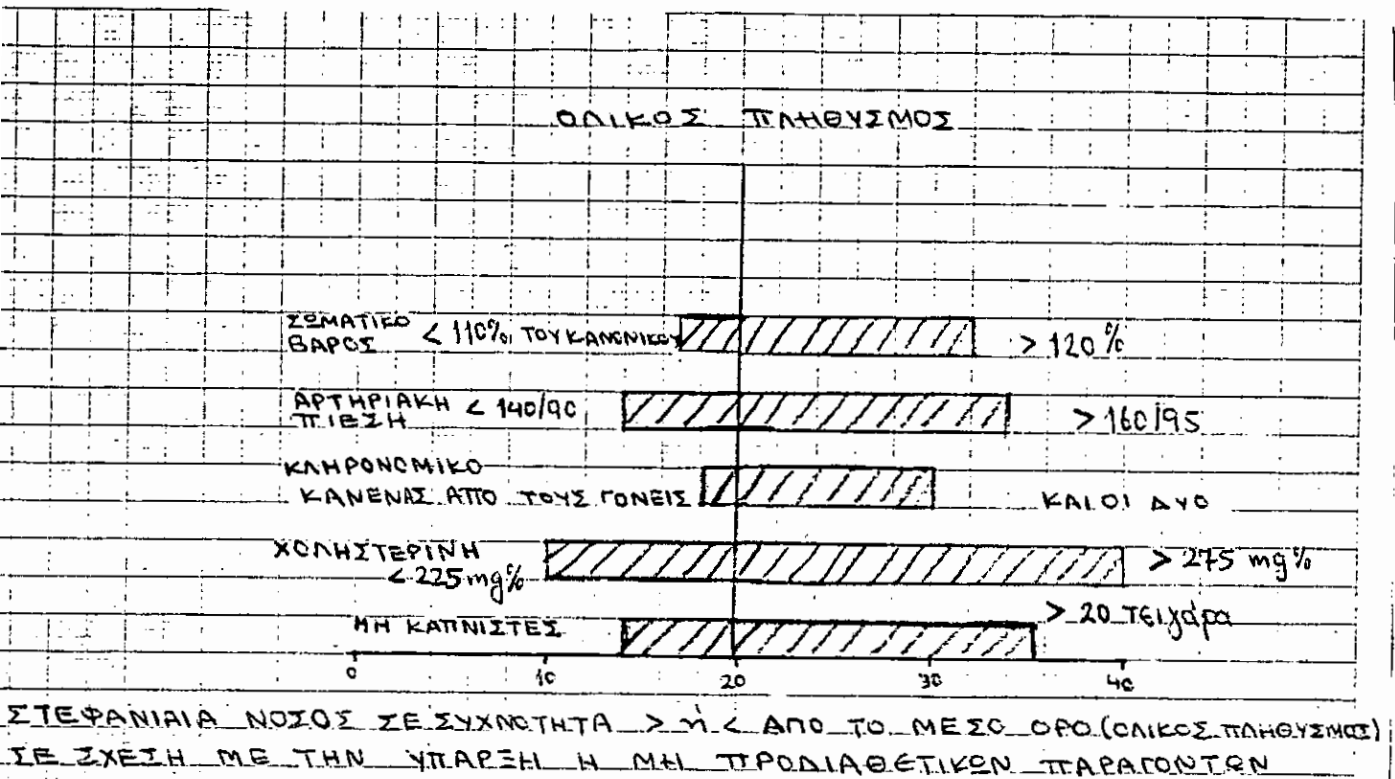 ΟΛΙΚΟΣ ΠΛΗΘΥΣΜΟΣ
ΣΩΜΑΤΙΚΟ ΒΑΡΟΣ < 110% ΤΟΥ ΚΑΝΟΝΙΚΟΥ > 120%
ΑΡΤΗΡΙΑΚΗ ΠΙΕΣΗ < 140/90 > 160/95
ΚΛΗΡΟΝΟΜΙΚΟ
ΚΑΝΕΝΑΣ ΑΠΟ ΤΟΥΣ ΓΟΝΕΙΣ ΚΑΙ ΟΙ ΔΥΟ
ΧΟΛΗΣΤΕΡΙΝΗ
< 225 mg% > 275 mg%
ΜΗ ΚΑΠΝΙΣΤΕΣ > 20 τσιγάρα
0 10 20 30 40
ΣΤΕΦΑΝΙΑΙΑ ΝΟΣΟΣ ΣΕ ΣΥΧΝΟΤΗΤΑ > ή < ΑΠΟ ΤΟ ΜΕΣΟ ΟΡΟ (ΟΛΙΚΟΣ ΠΛΗΘΥΣΜΟΣ)
ΣΕ ΣΧΕΣΗ ΜΕ ΤΗΝ ΥΠΑΡΞΗ Η ΜΗ ΠΡΟΔΙΑΘΕΤΙΚΩΝ ΠΑΡΑΓΟΝΤΩΝ